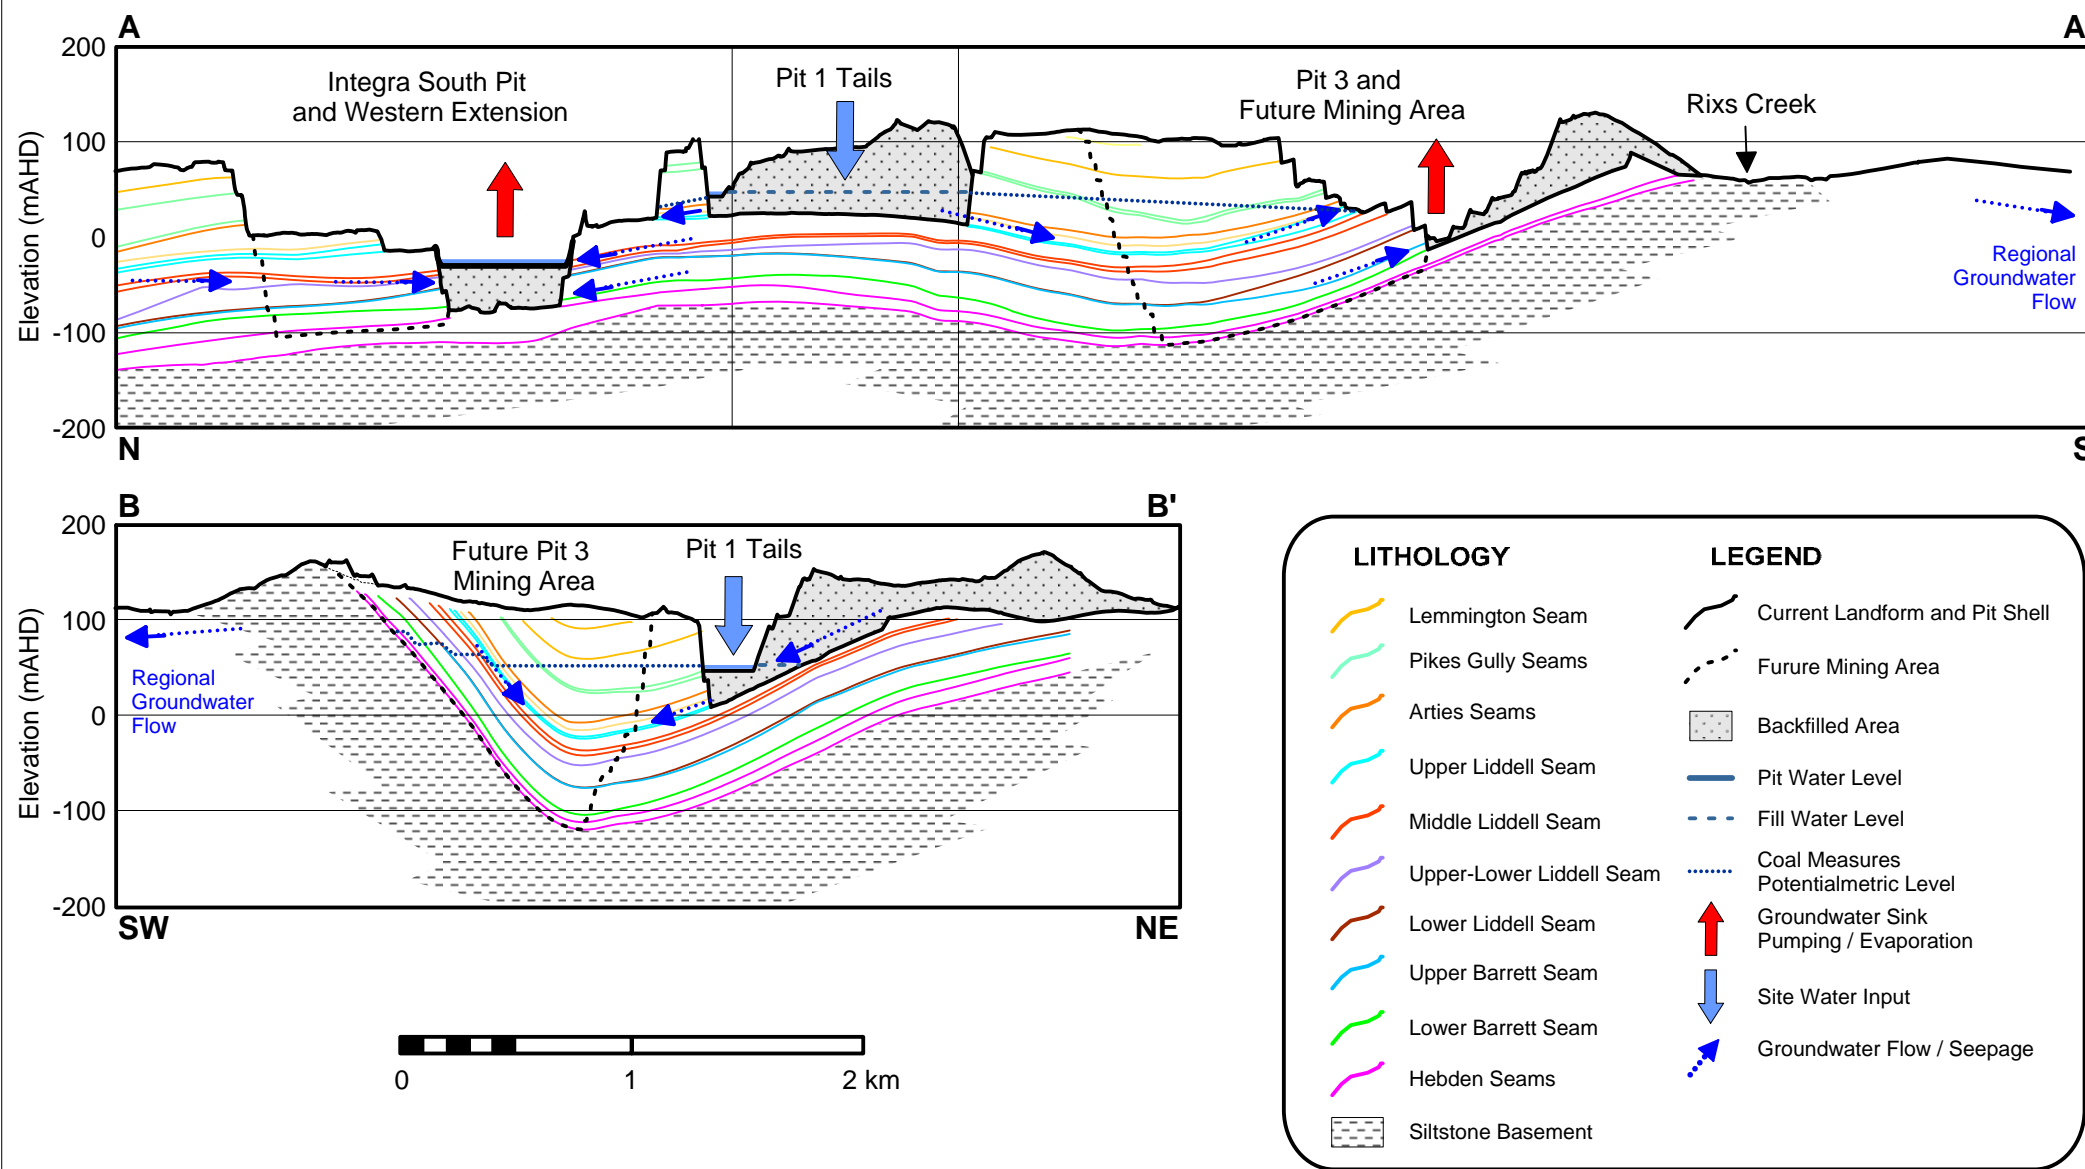 A
A
200
100
0
-100
-200
Elevation (mAHD)
Integra South Pit
and Western Extension
Pit 1 Tails
Pit 3 and
Future Mining Area
Rixs Creek
Regional
Groundwater
Flow
N
S
B
B'
200
100
0
-100
-200
Elevation (mAHD)
Future Pit 3
Mining Area
Pit 1 Tails
Regional
Groundwater
Flow
SW
NE
0
1
2 km
LITHOLOGY
Lemmington Seam
Pikes Gully Seams
Arties Seams
Upper Liddell Seam
Middle Liddell Seam
Upper-Lower Liddell Seam
Lower Liddell Seam
Upper Barrett Seam
Lower Barrett Seam
Hebden Seams
Siltstone Basement
LEGEND
Current Landform and Pit Shell
Furure Mining Area
Backfilled Area
Pit Water Level
Fill Water Level
Coal Measures
Potentialmetric Level
Groundwater Sink
Pumping / Evaporation
Site Water Input
Groundwater Flow / Seepage